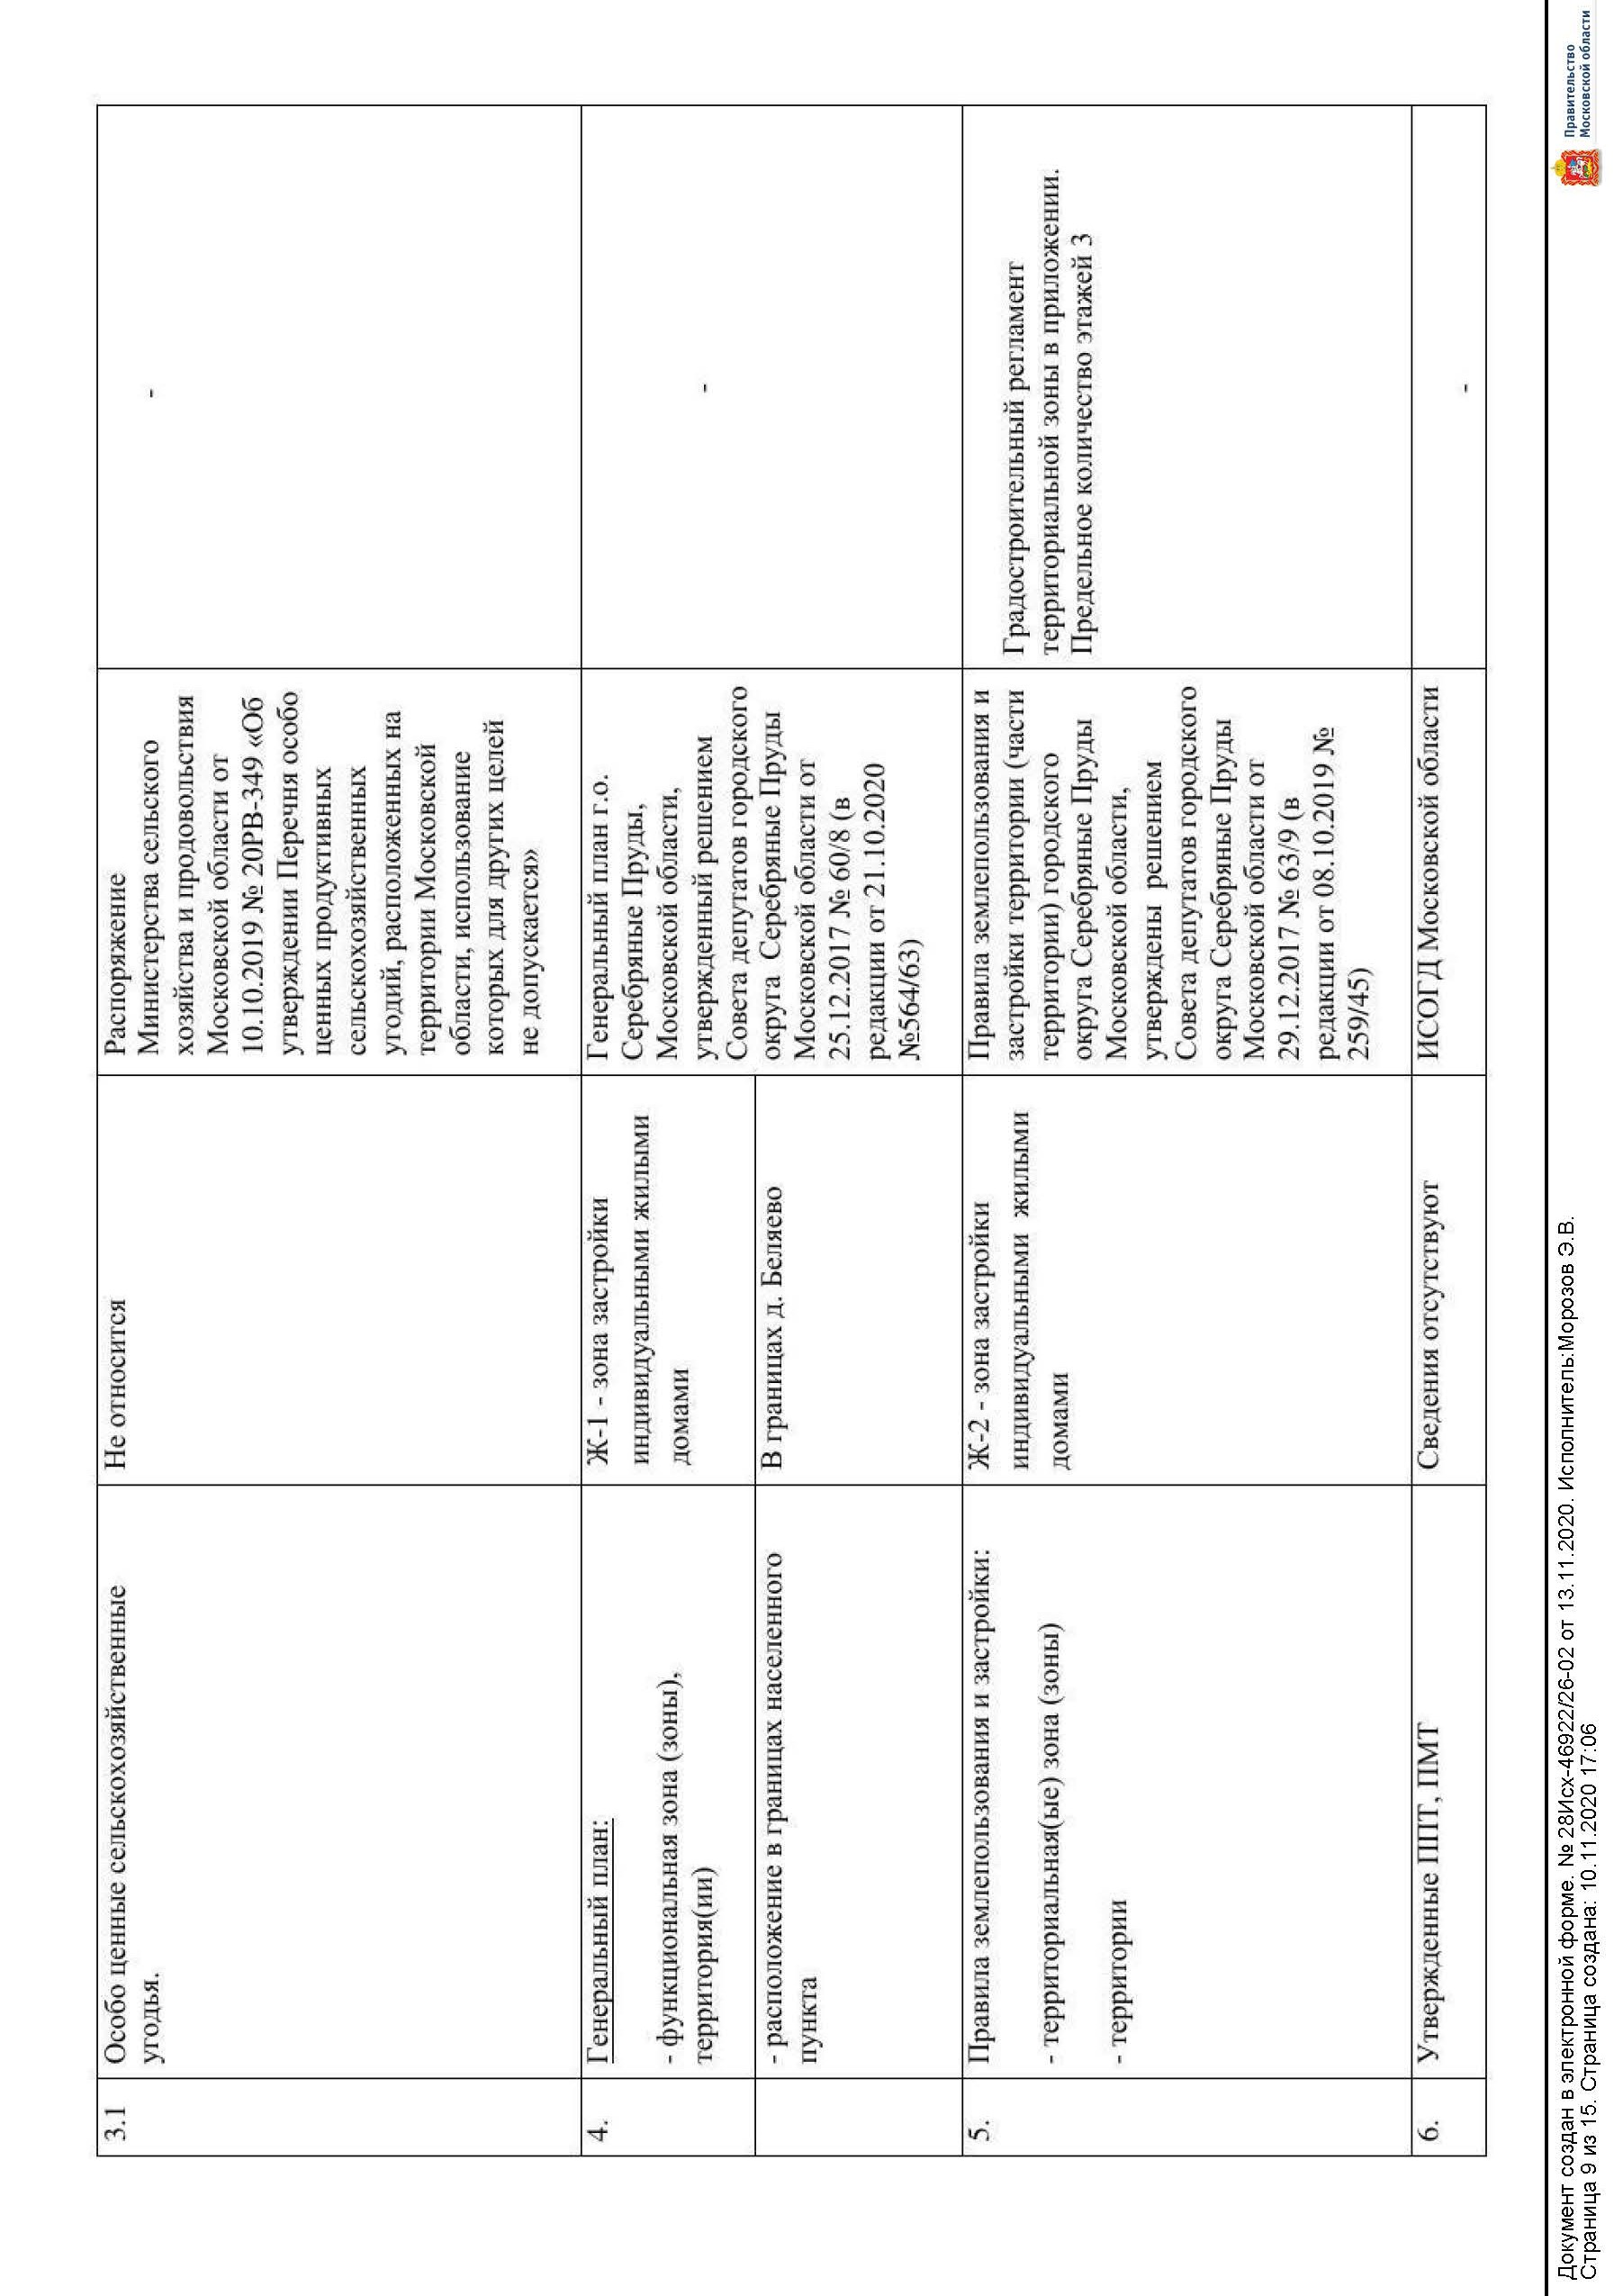 3.1
Особо ценные сельскохозяйственные
угодья.
Не относится
Распоряжение
Министерства сельского
хозяйства и продовольствия
Московской области от
10.10.2019 № 20РВ-349 «Об
утверждении Перечня особо
ценных продуктивных
сельскохозяйственных
угодий, расположенных на
территории Московской
области, использование
которых для других целей
не допускается»
-
4.
Генеральный план:
- функциональная зона (зоны),
территория(ии)
Ж-1 - зона застройки
индивидуальными жилыми
домами
Генеральный план г.о.
Серебряные Пруды,
Московской области,
утвержденный решением
Совета депутатов городского
округа Серебряные Пруды
Московской области от
25.12.2017 № 60/8 (в
редакции от 21.10.2020
№564/63)
-
- расположение в границах населенного
пункта
В границах д. Беляево
5.
Правила землепользования и застройки:
- территориальная(ые) зона (зоны)
- территории
Ж-2 - зона застройки
индивидуальными жилыми
домами
Правила землепользования и
застройки территории (части
территории) городского
округа Серебряные Пруды
Московской области,
утверждены решением
Совета депутатов городского
округа Серебряные Пруды
Московской области от
29.12.2017 № 63/9 (в
редакции от 08.10.2019 №
259/45)
Градостроительный регламент
территориальной зоны в приложении.
Предельное количество этажей 3
6.
Утвержденные ППТ, ПМТ
Сведения отсутствуют
ИСОГД Московской области
-
Документ создан в электронной форме. № 28Исх-46922/26-02 от 13.11.2020. Исполнитель:Морозов Э.В.
Страница 9 из 15. Страница создана: 10.11.2020 17:06
Правительство
Московской области